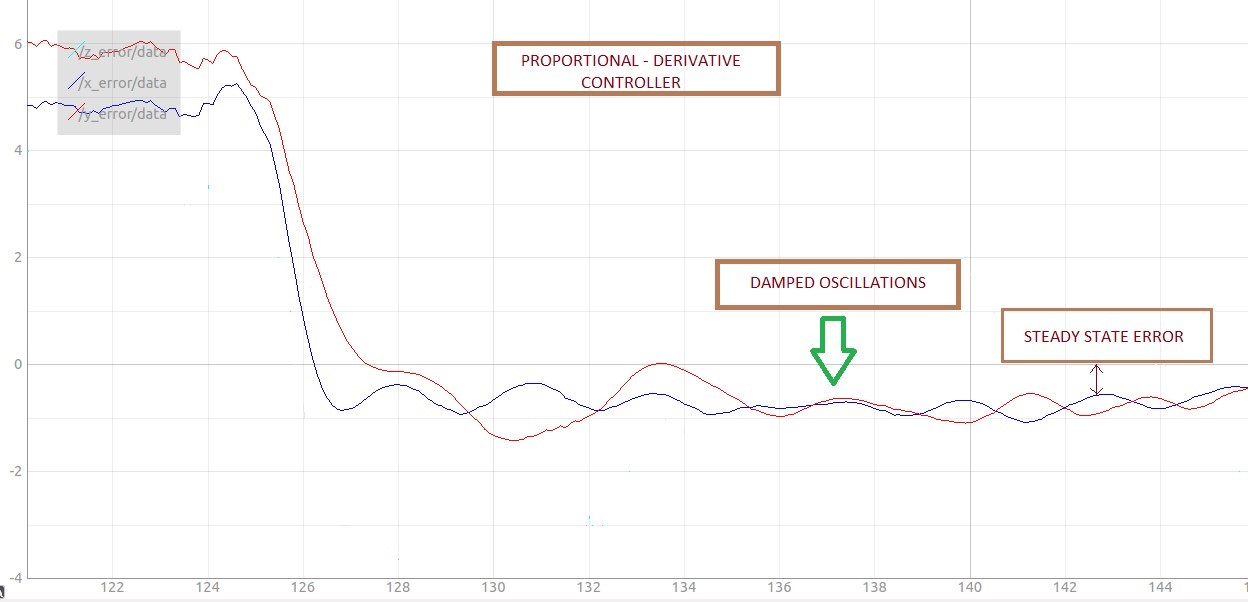 6
/z_error/data
/x_error/data
/y_error/data
PROPORTIONAL - DERIVATIVE
CONTROLLER
4
2
DAMPED OSCILLATIONS
STEADY STATE ERROR
0
-2
-4
122 124 126 128 130 132 134 136 138 140 142 144